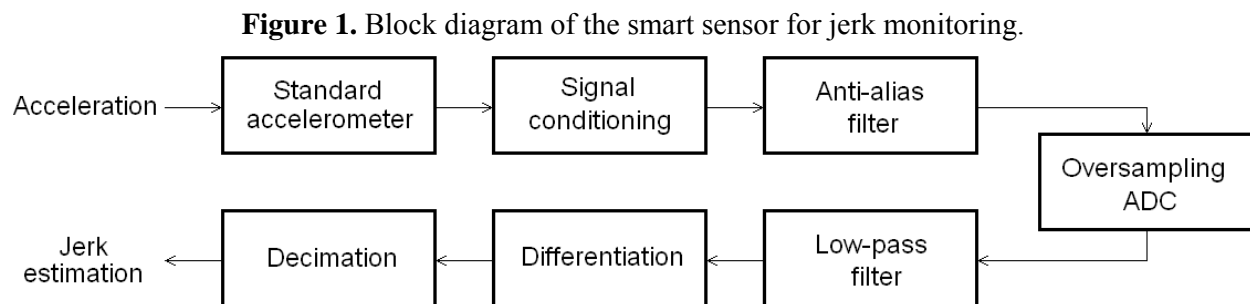 Figure 1. Block diagram of the smart sensor for jerk monitoring.
Acceleration
Standard
accelerometer
Signal
conditioning
Anti-alias
filter
Oversampling
ADC
Low-pass
filter
Differentiation
Decimation
Jerk
estimation